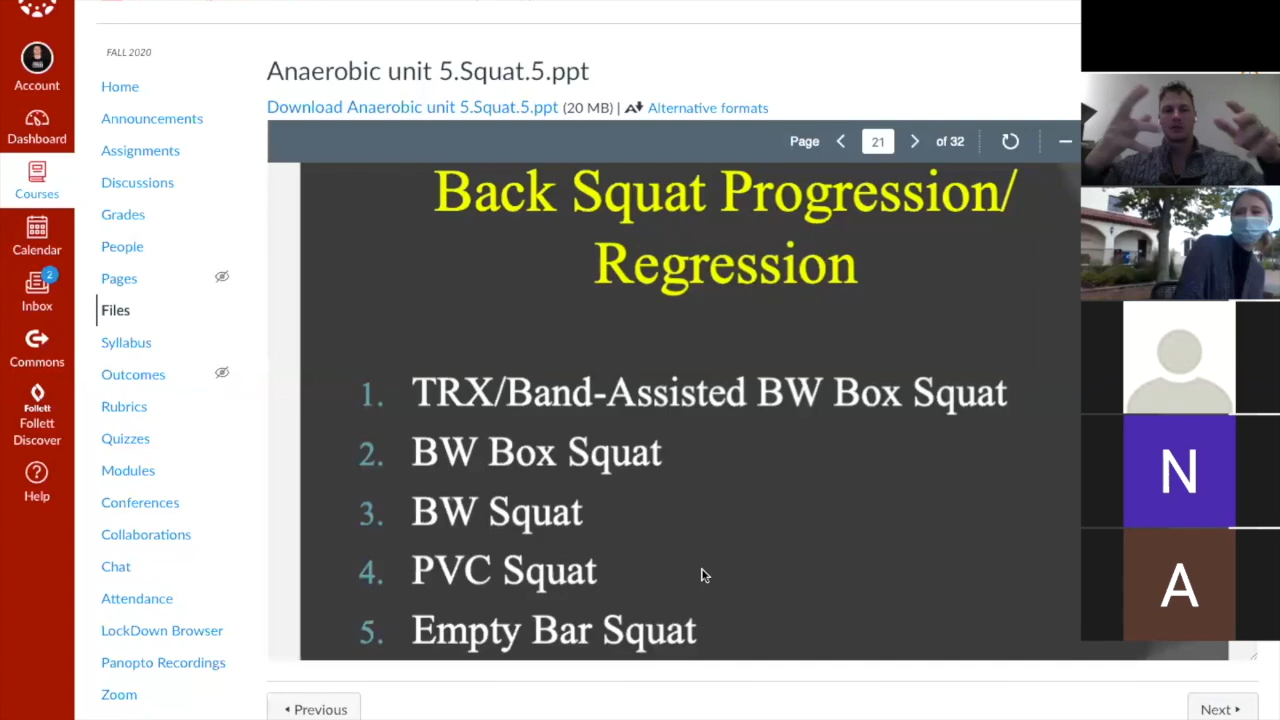 Account
Dashboard
Courses
Calendar
2
Inbox
Commons
Follett
Follett
Discover
Help
FALL 2020
Home
Announcements
Assignments
Discussions
Grades
People
Pages
Files
Syllabus
Outcomes
Rubrics
Quizzes
Modules
Conferences
Collaborations
Chat
Attendance
LockDown Browser
Panopto Recordings
Zoom
Anaerobic unit 5.Squat.5.ppt
Download Anaerobic unit 5.Squat.5.ppt (20 MB) | Alternative formats
Page 21 of 32
Back Squat Progression/
Regression
1. TRX/Band-Assisted BW Box Squat
2. BW Box Squat
3. BW Squat
4. PVC Squat
5. Empty Bar Squat
Previous
Next
N
A